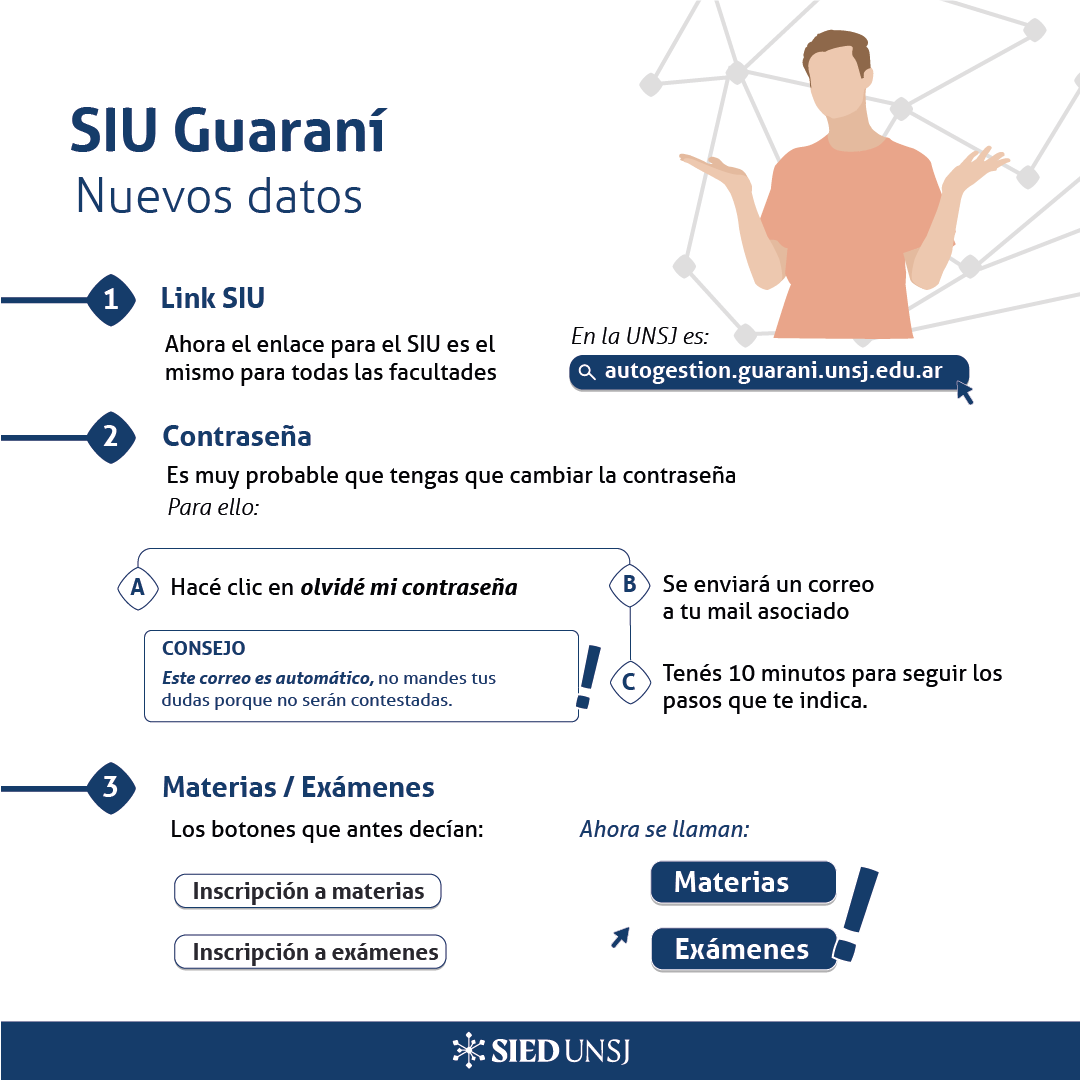 SIU Guaraní
Nuevos datos
1
Link SIU
Ahora el enlace para el SIU es el
mismo para todas las facultades
En la UNSJ es:
autogestion.guarani.unsj.edu.ar
2
Contraseña
Es muy probable que tengas que cambiar la contraseña
Para ello:
A
Hacé clic en olvidé mi contraseña
CONSEJO
Este correo es automático, no mandes tus
dudas porque no serán contestadas.
!
B
Se enviará un correo
a tu mail asociado
C
Tenés 10 minutos para seguir los
pasos que te indica.
3
Materias / Exámenes
Los botones que antes decían:
Inscripción a materias
Inscripción a exámenes
Ahora se llaman:
Materias
Exámenes
!
SIED UNSJ